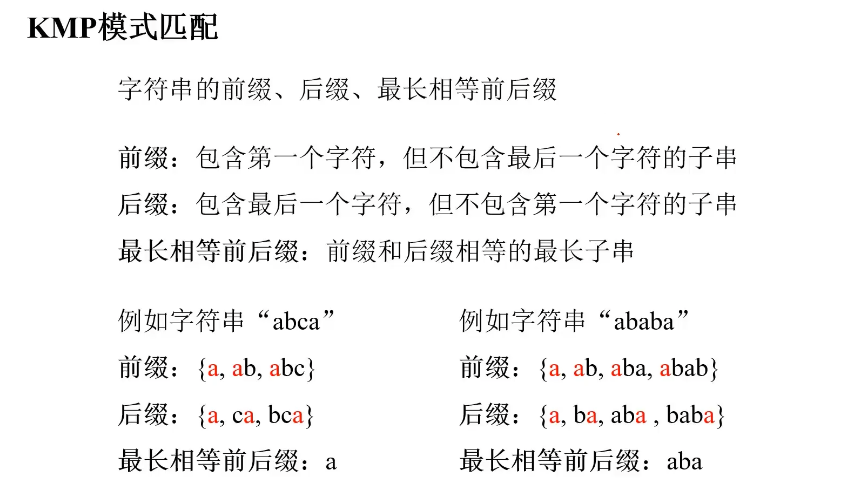 KMP模式匹配
字符串的前缀、后缀、最长相等前后缀
前缀：包含第一个字符，但不包含最后一个字符的子串
后缀：包含最后一个字符，但不包含第一个字符的子串
最长相等前后缀：前缀和后缀相等的最长子串
例如字符串“abca”
前缀：{a, ab, abc}
后缀：{a, ca, bca}
最长相等前后缀：a
例如字符串“ababa”
前缀：{a, ab, aba, abab}
后缀：{a, ba, aba , baba}
最长相等前后缀：aba